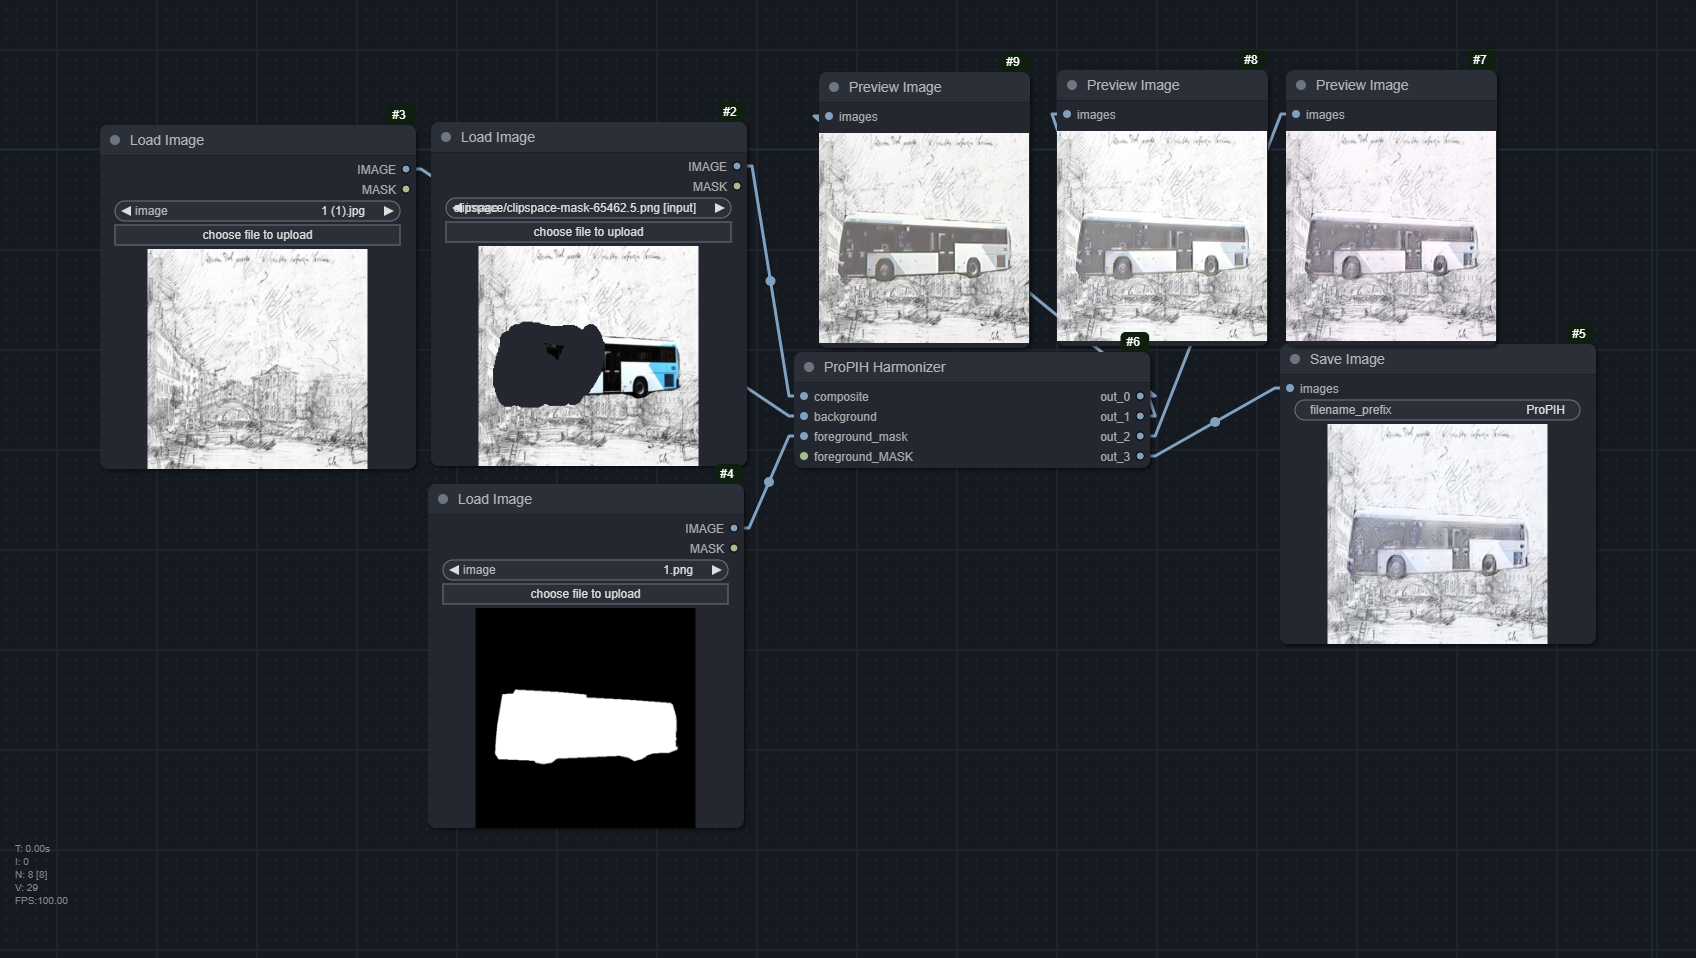 #3
Load Image
IMAGE
MASK
image
1 (1).jpg
choose file to upload
#2
Load Image
IMAGE
MASK
/clipspace-mask-65462.5.png [input]
choose file to upload
#4
Load Image
IMAGE
MASK
image
1.png
choose file to upload
#9
Preview Image
images
#8
Preview Image
images
#7
Preview Image
images
#6
ProPIH Harmonizer
composite
out_0
background
out_1
foreground_mask
out_2
foreground_MASK
out_3
#5
Save Image
images
filename_prefix
ProPIH
T: 0.00s
I: 0
N: 8 [8]
V: 29
FPS:100.00